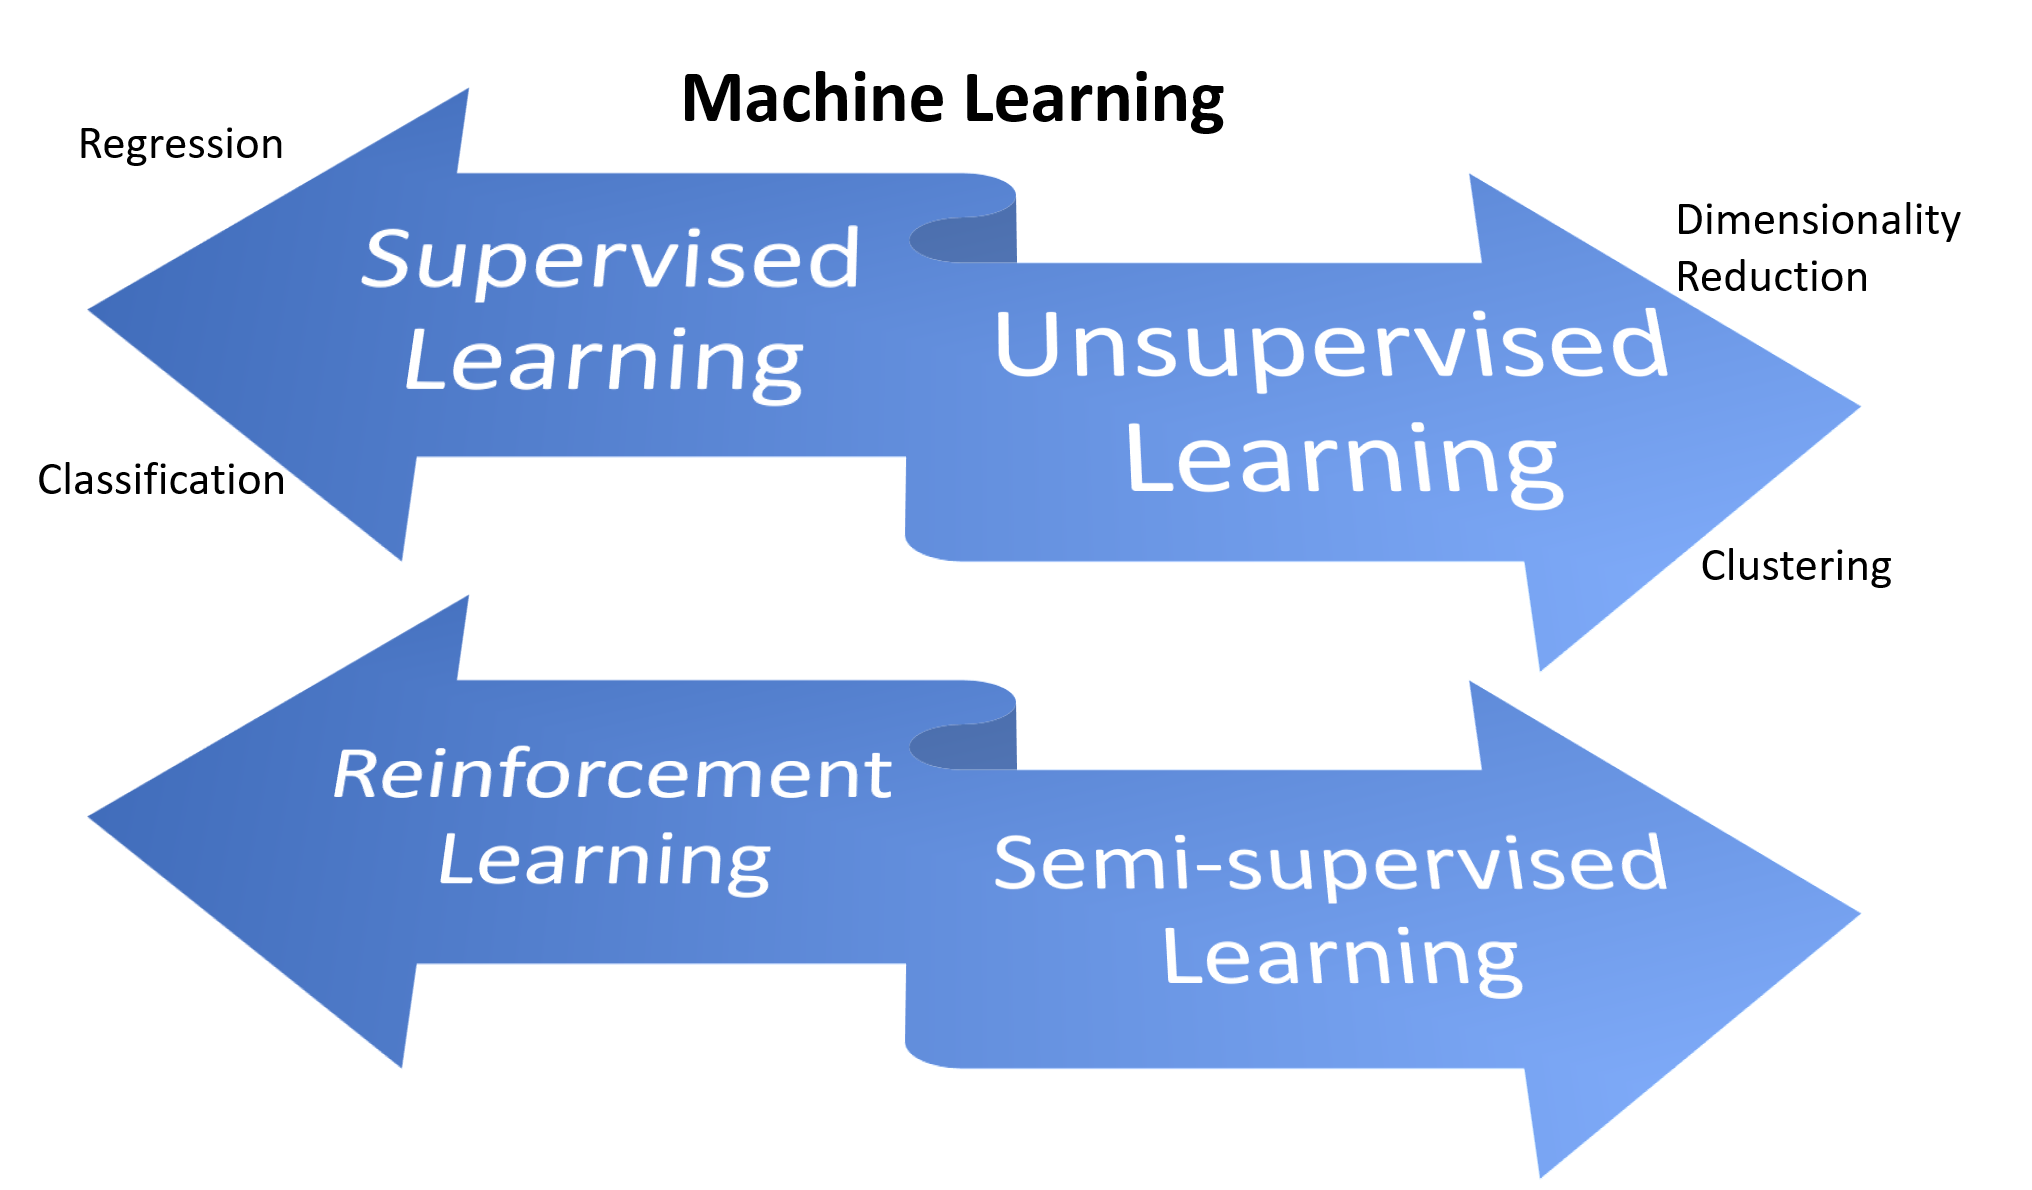 Machine Learning
Regression
Supervised
Learning
Classification
Dimensionality
Reduction
Unsupervised
Learning
Clustering
Reinforcement
Learning
Semi-supervised
Learning